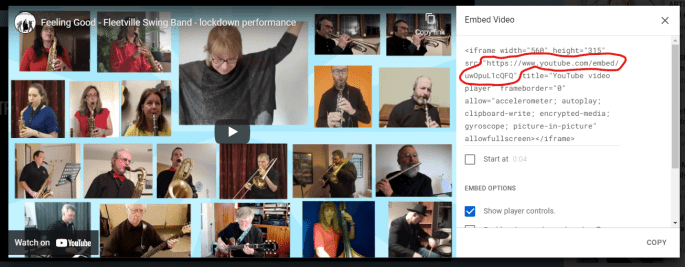 Feeling Good - Fleetville Swing Band - lockdown performance
Copy link
Watch on YouTube
Embed Video
<iframe width="560" height="315"
src="https://www.youtube.com/embed/
uwOpuL1cQFQ" title="YouTube video
player" frameborder="0"
allow="accelerometer; autoplay;
clipboard-write; encrypted-media;
gyroscope; picture-in-picture"
allowfullscreen></iframe>
Start at 0:04
EMBED OPTIONS
Show player controls.
COPY